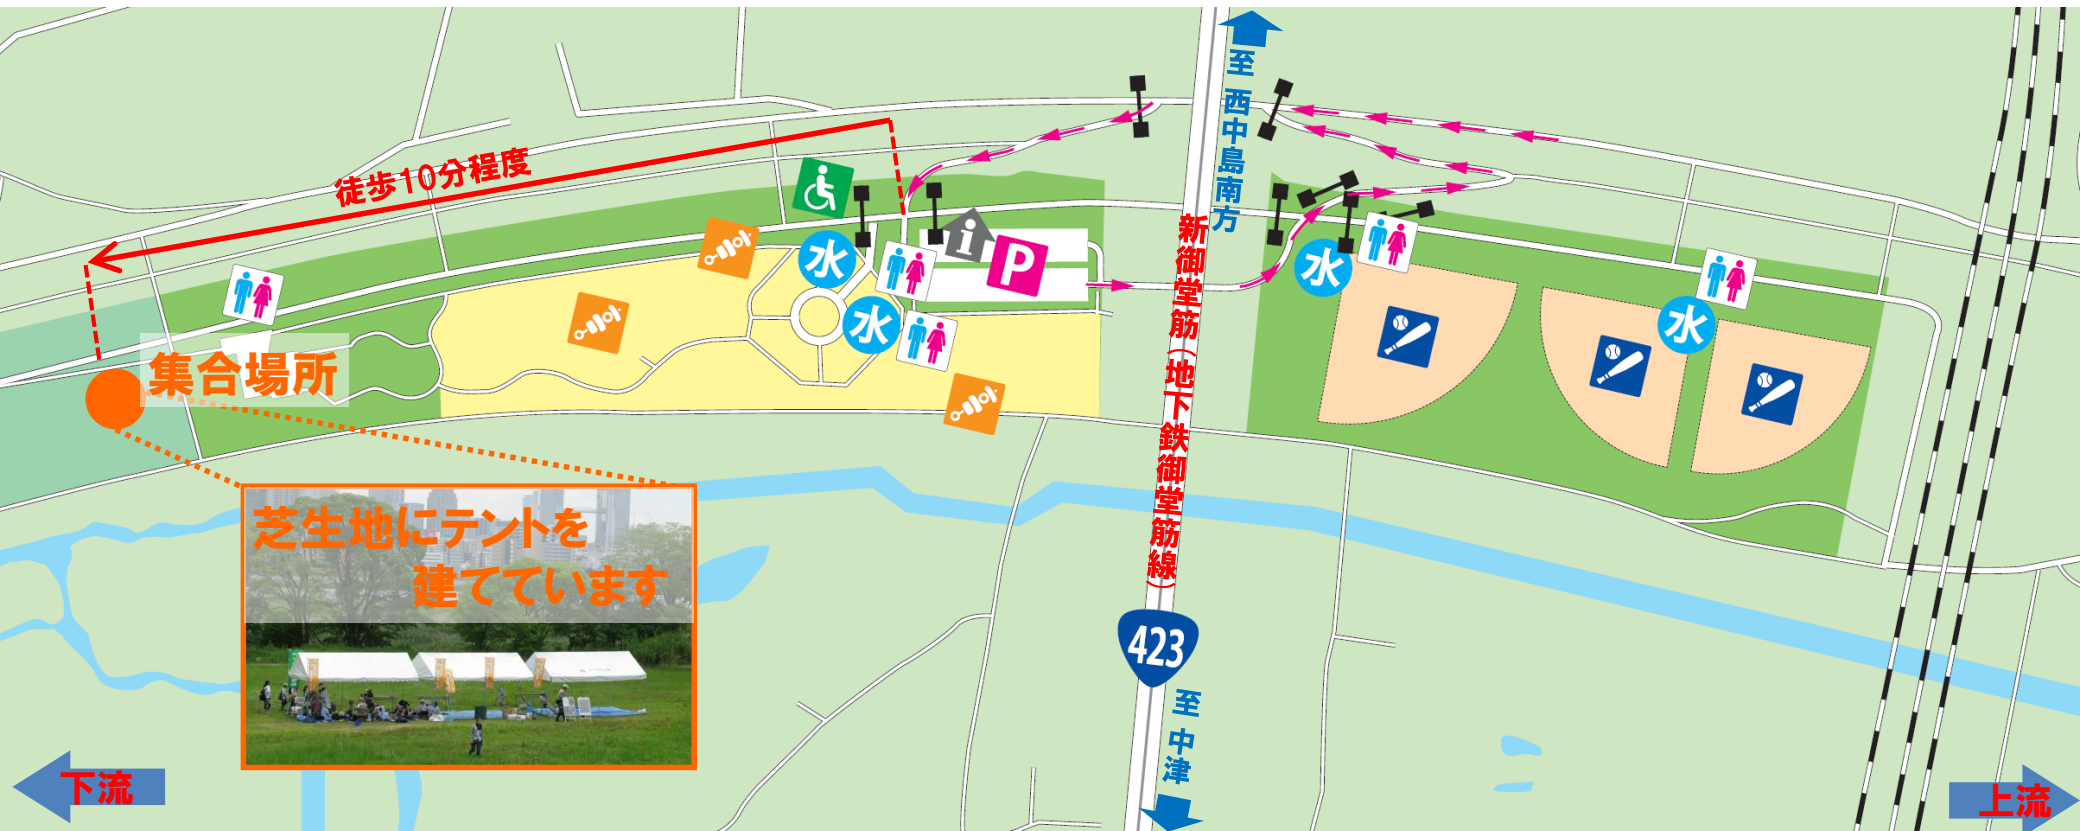 至 西中島南方
徒歩10分程度
水
i
P
水
水
水
新御堂筋(地下鉄御堂筋線)
集合場所
芝生地にテントを
建てています
423
至 中津
下流
上流